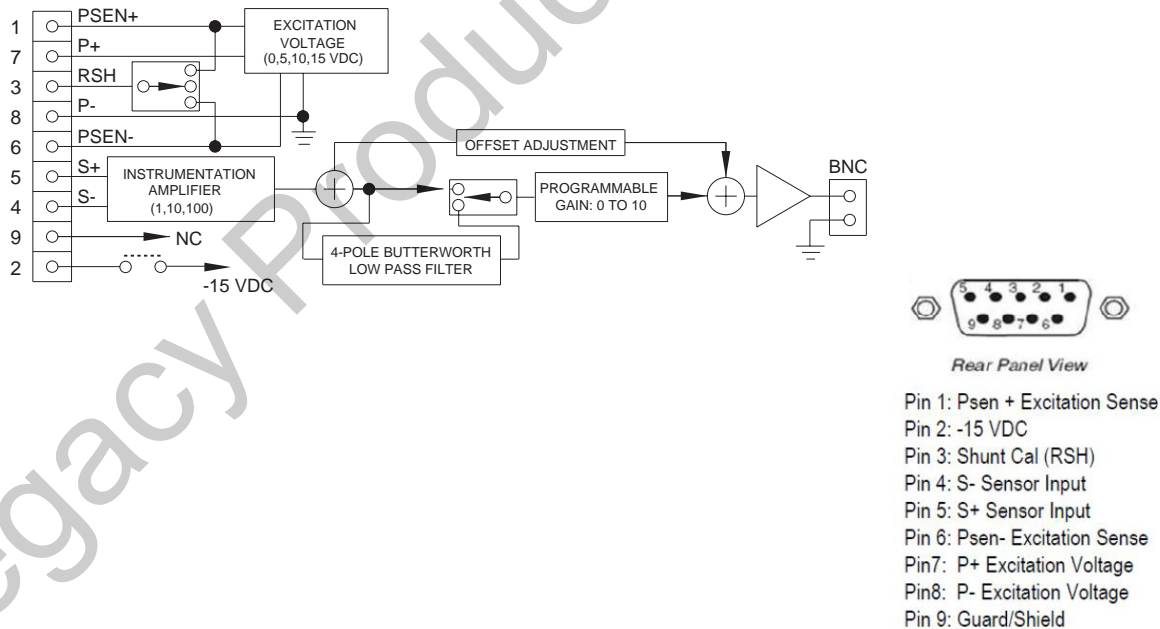 1 PSEN+
7 P+
3 RSH
8 P-
6 PSEN-
5 S+
4 S-
9 NC
2 -15 VDC
EXCITATION
VOLTAGE
(0,5,10,15 VDC)
INSTRUMENTATION
AMPLIFIER
(1,10,100)
OFFSET ADJUSTMENT
PROGRAMMABLE
GAIN: 0 TO 10
4-POLE BUTTERWORTH
LOW PASS FILTER
BNC
5 4 3 2 1
9 8 7 6
Rear Panel View
Pin 1: Psen + Excitation Sense
Pin 2: -15 VDC
Pin 3: Shunt Cal (RSH)
Pin 4: S- Sensor Input
Pin 5: S+ Sensor Input
Pin 6: Psen- Excitation Sense
Pin7: P+ Excitation Voltage
Pin8: P- Excitation Voltage
Pin 9: Guard/Shield